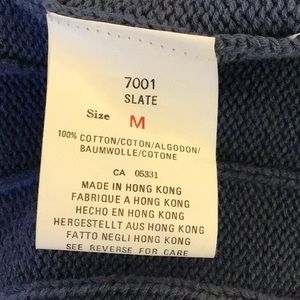 7001
SLATE
Size M
100% COTTON/COTON/ALGODON/
BAUMWOLLE/COTONE
CA 05331
MADE IN HONG KONG
FABRIQUE A HONG KONG
HECHO EN HONG KONG
HERGESTELLT AUS HONG KONG
FATTO NEGLI HONG KONG
SEE REVERSE FOR CARE